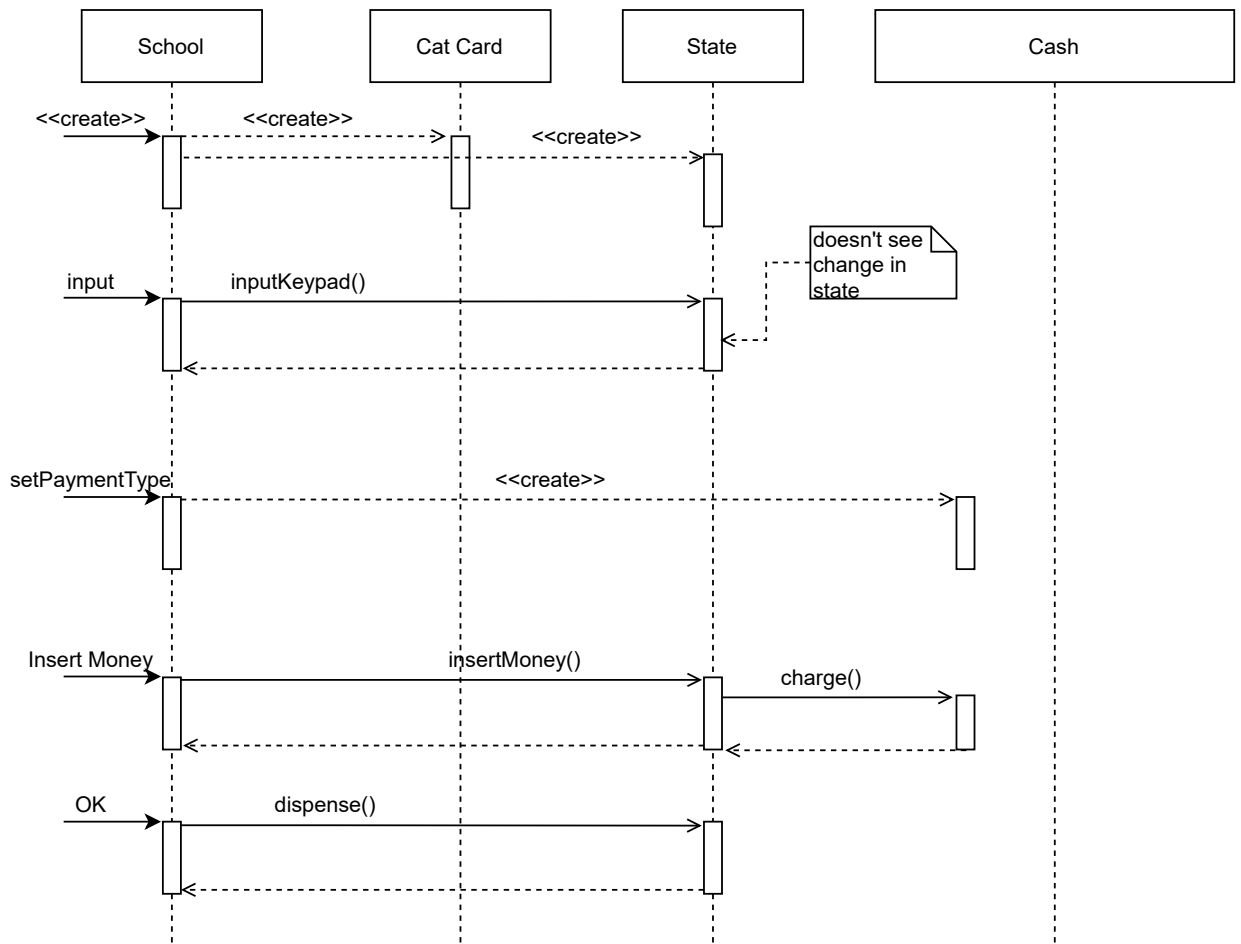 School
Cat Card
State
Cash
<<create>>
<<create>>
<<create>>
doesn't see
change in
state
input
inputKeypad()
setPaymentType
<<create>>
Insert Money
insertMoney()
charge()
OK
dispense()